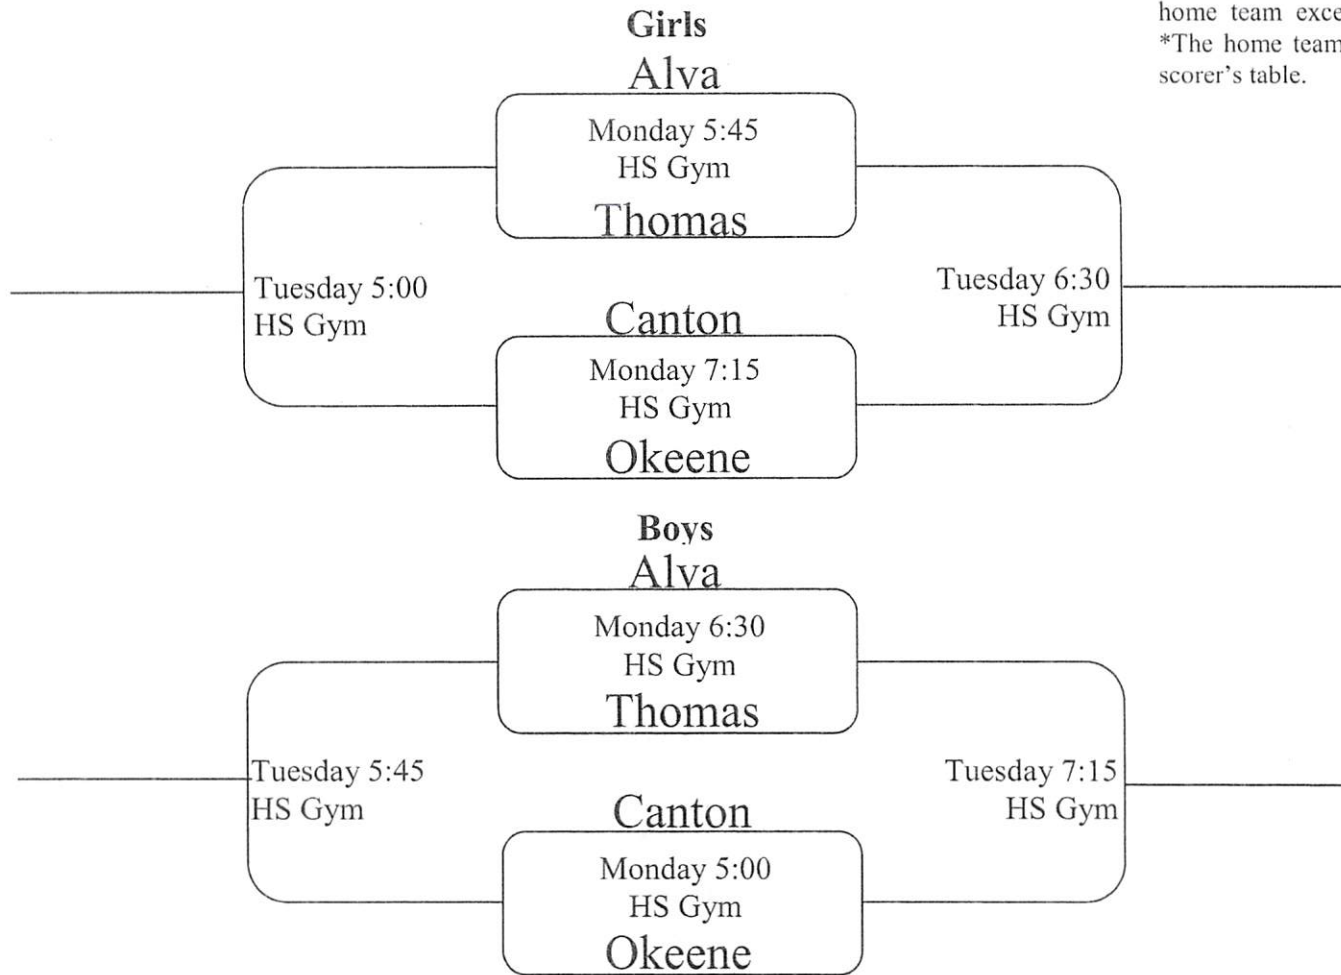 home team exce
*The home team
scorer's table.
Girls
Alva
Monday 5:45
HS Gym
Thomas
Tuesday 5:00
HS Gym
Tuesday 6:30
HS Gym
Canton
Monday 7:15
HS Gym
Okeene
Boys
Alva
Monday 6:30
HS Gym
Thomas
Tuesday 5:45
HS Gym
Tuesday 7:15
HS Gym
Canton
Monday 5:00
HS Gym
Okeene